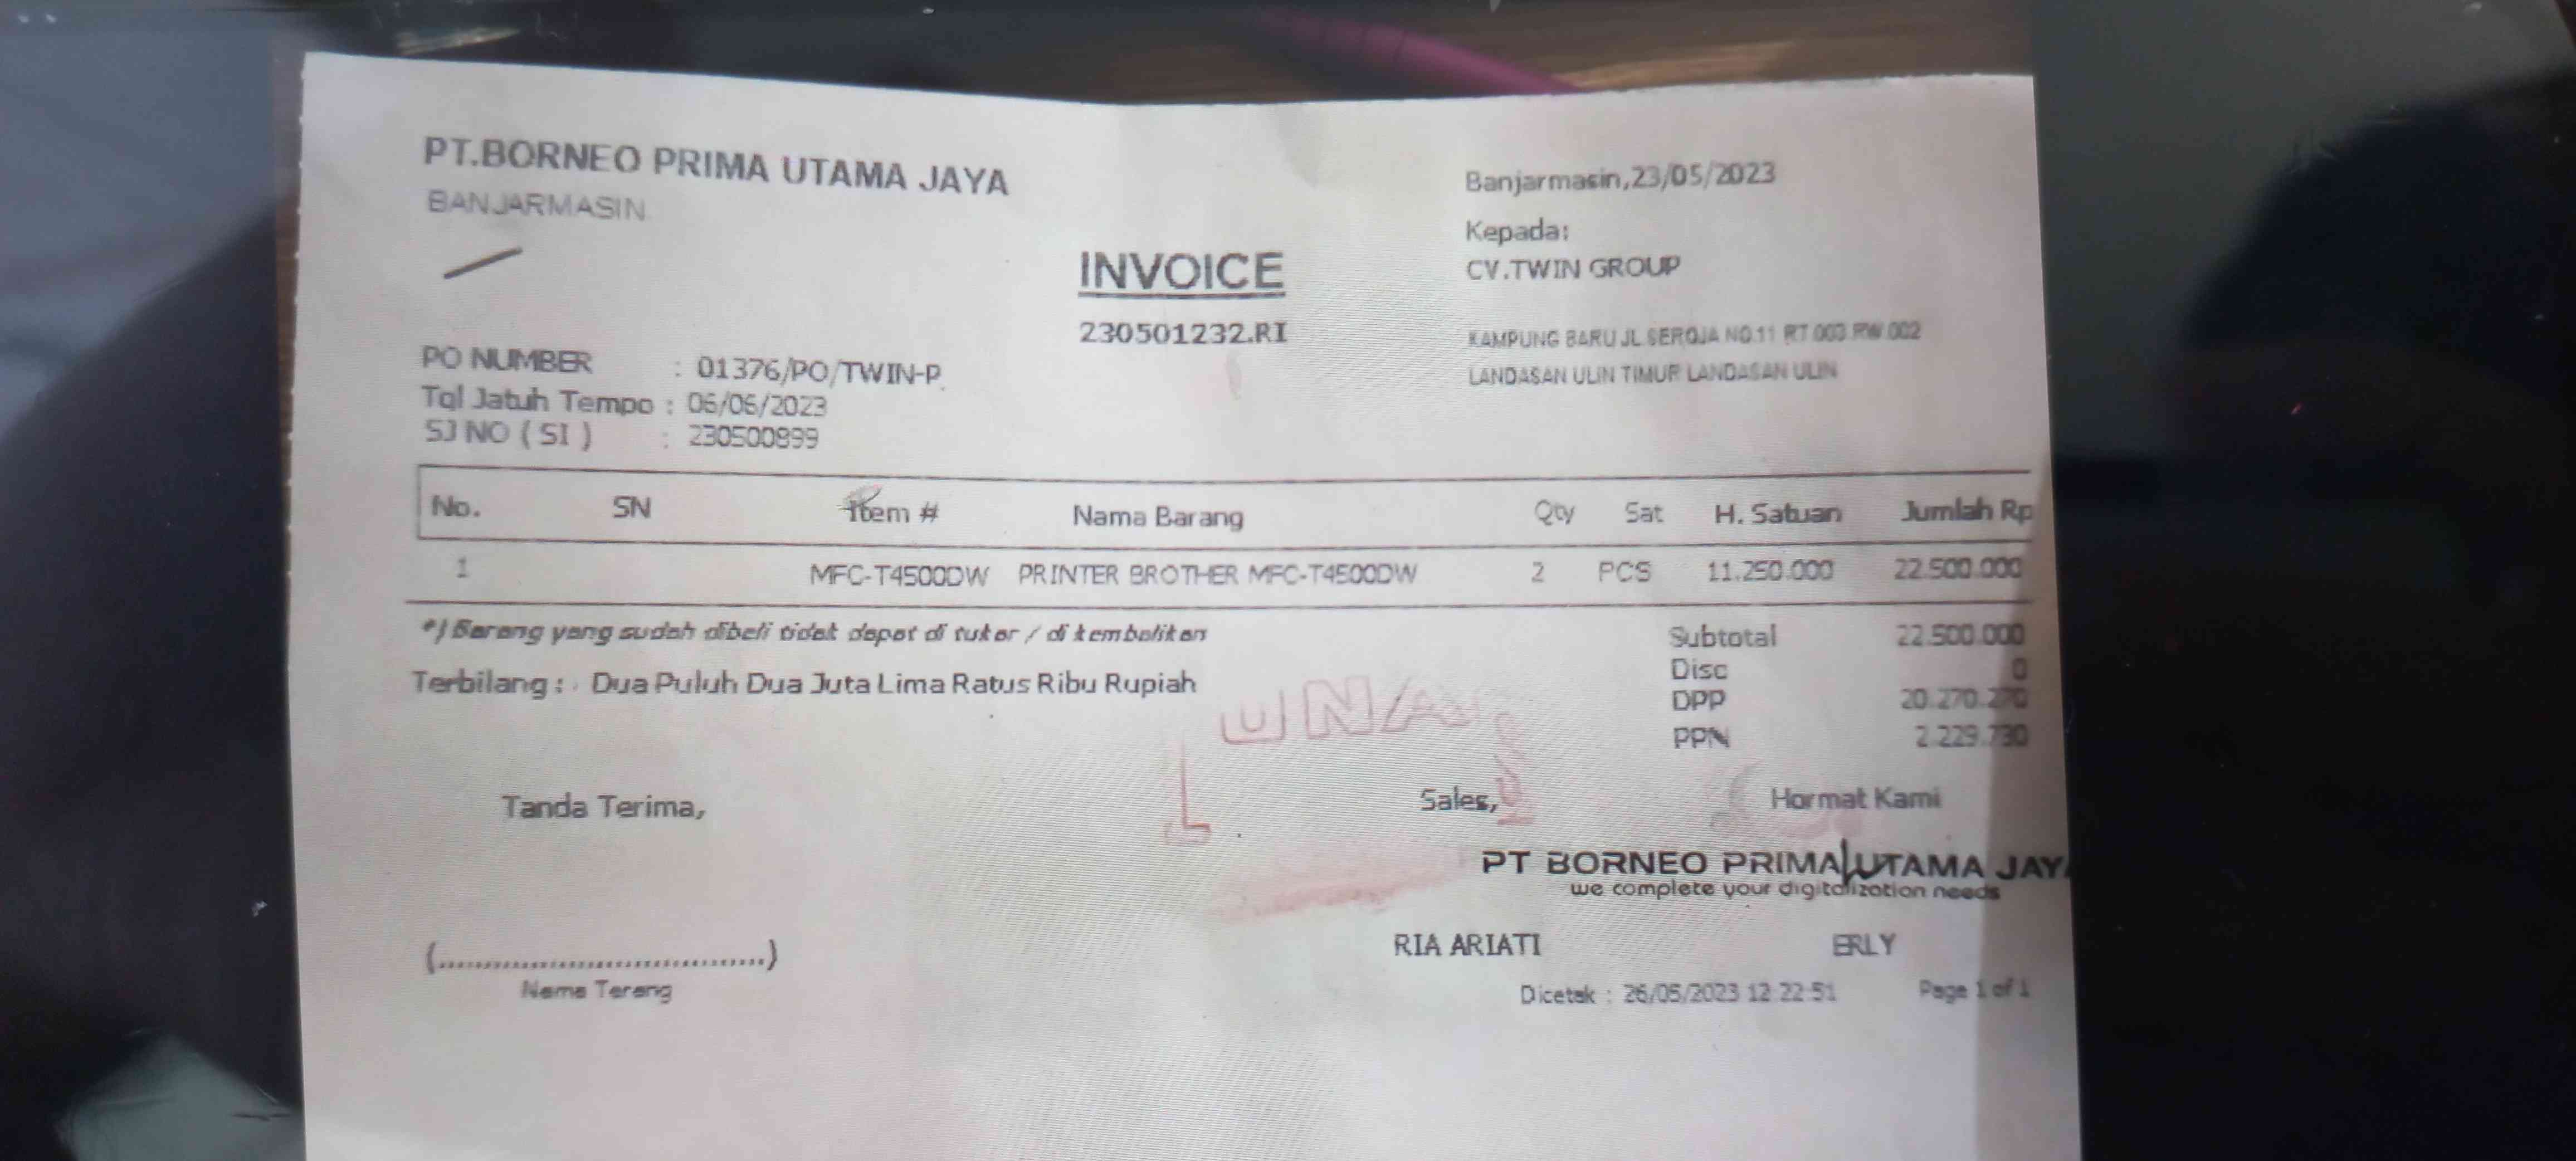 PT.BORNEO PRIMA UTAMA JAYA
BANJARMASIN
Banjarmasin,23/05/2023
Kepada:
CV.TWIN GROUP
KAMPUNG BARU JL.SEROJA NO.11 RT.003 RW.002
LANDASAN ULIN TIMUR LANDASAN ULIN
INVOICE
230501232.RI
PO NUMBER : 01376/PO/TWIN-P
Tgl Jatuh Tempo : 06/06/2023
SJ NO ( SI ) : 230500899
No. SN Item # Nama Barang Qty Sat H. Satuan Jumlah Rp
1 MFC-T4500DW PRINTER BROTHER MFC-T4500DW 2 PCS 11.250.000 22.500.000
*) Barang yang sudah dibeli tidak dapat di tukar / di kembalikan
Terbilang : Dua Puluh Dua Juta Lima Ratus Ribu Rupiah
Subtotal 22.500.000
Disc 0
DPP 20.270.270
PPN 2.229.730
LUNAS
Tanda Terima,
Sales,
Hormat Kami
PT BORNEO PRIMA UTAMA JAYA
we complete your digitalization needs
(......................................)
Nama Terang
RIA ARIATI
ERLY
Dicetak : 26/05/2023 12:22:51 Page 1 of 1